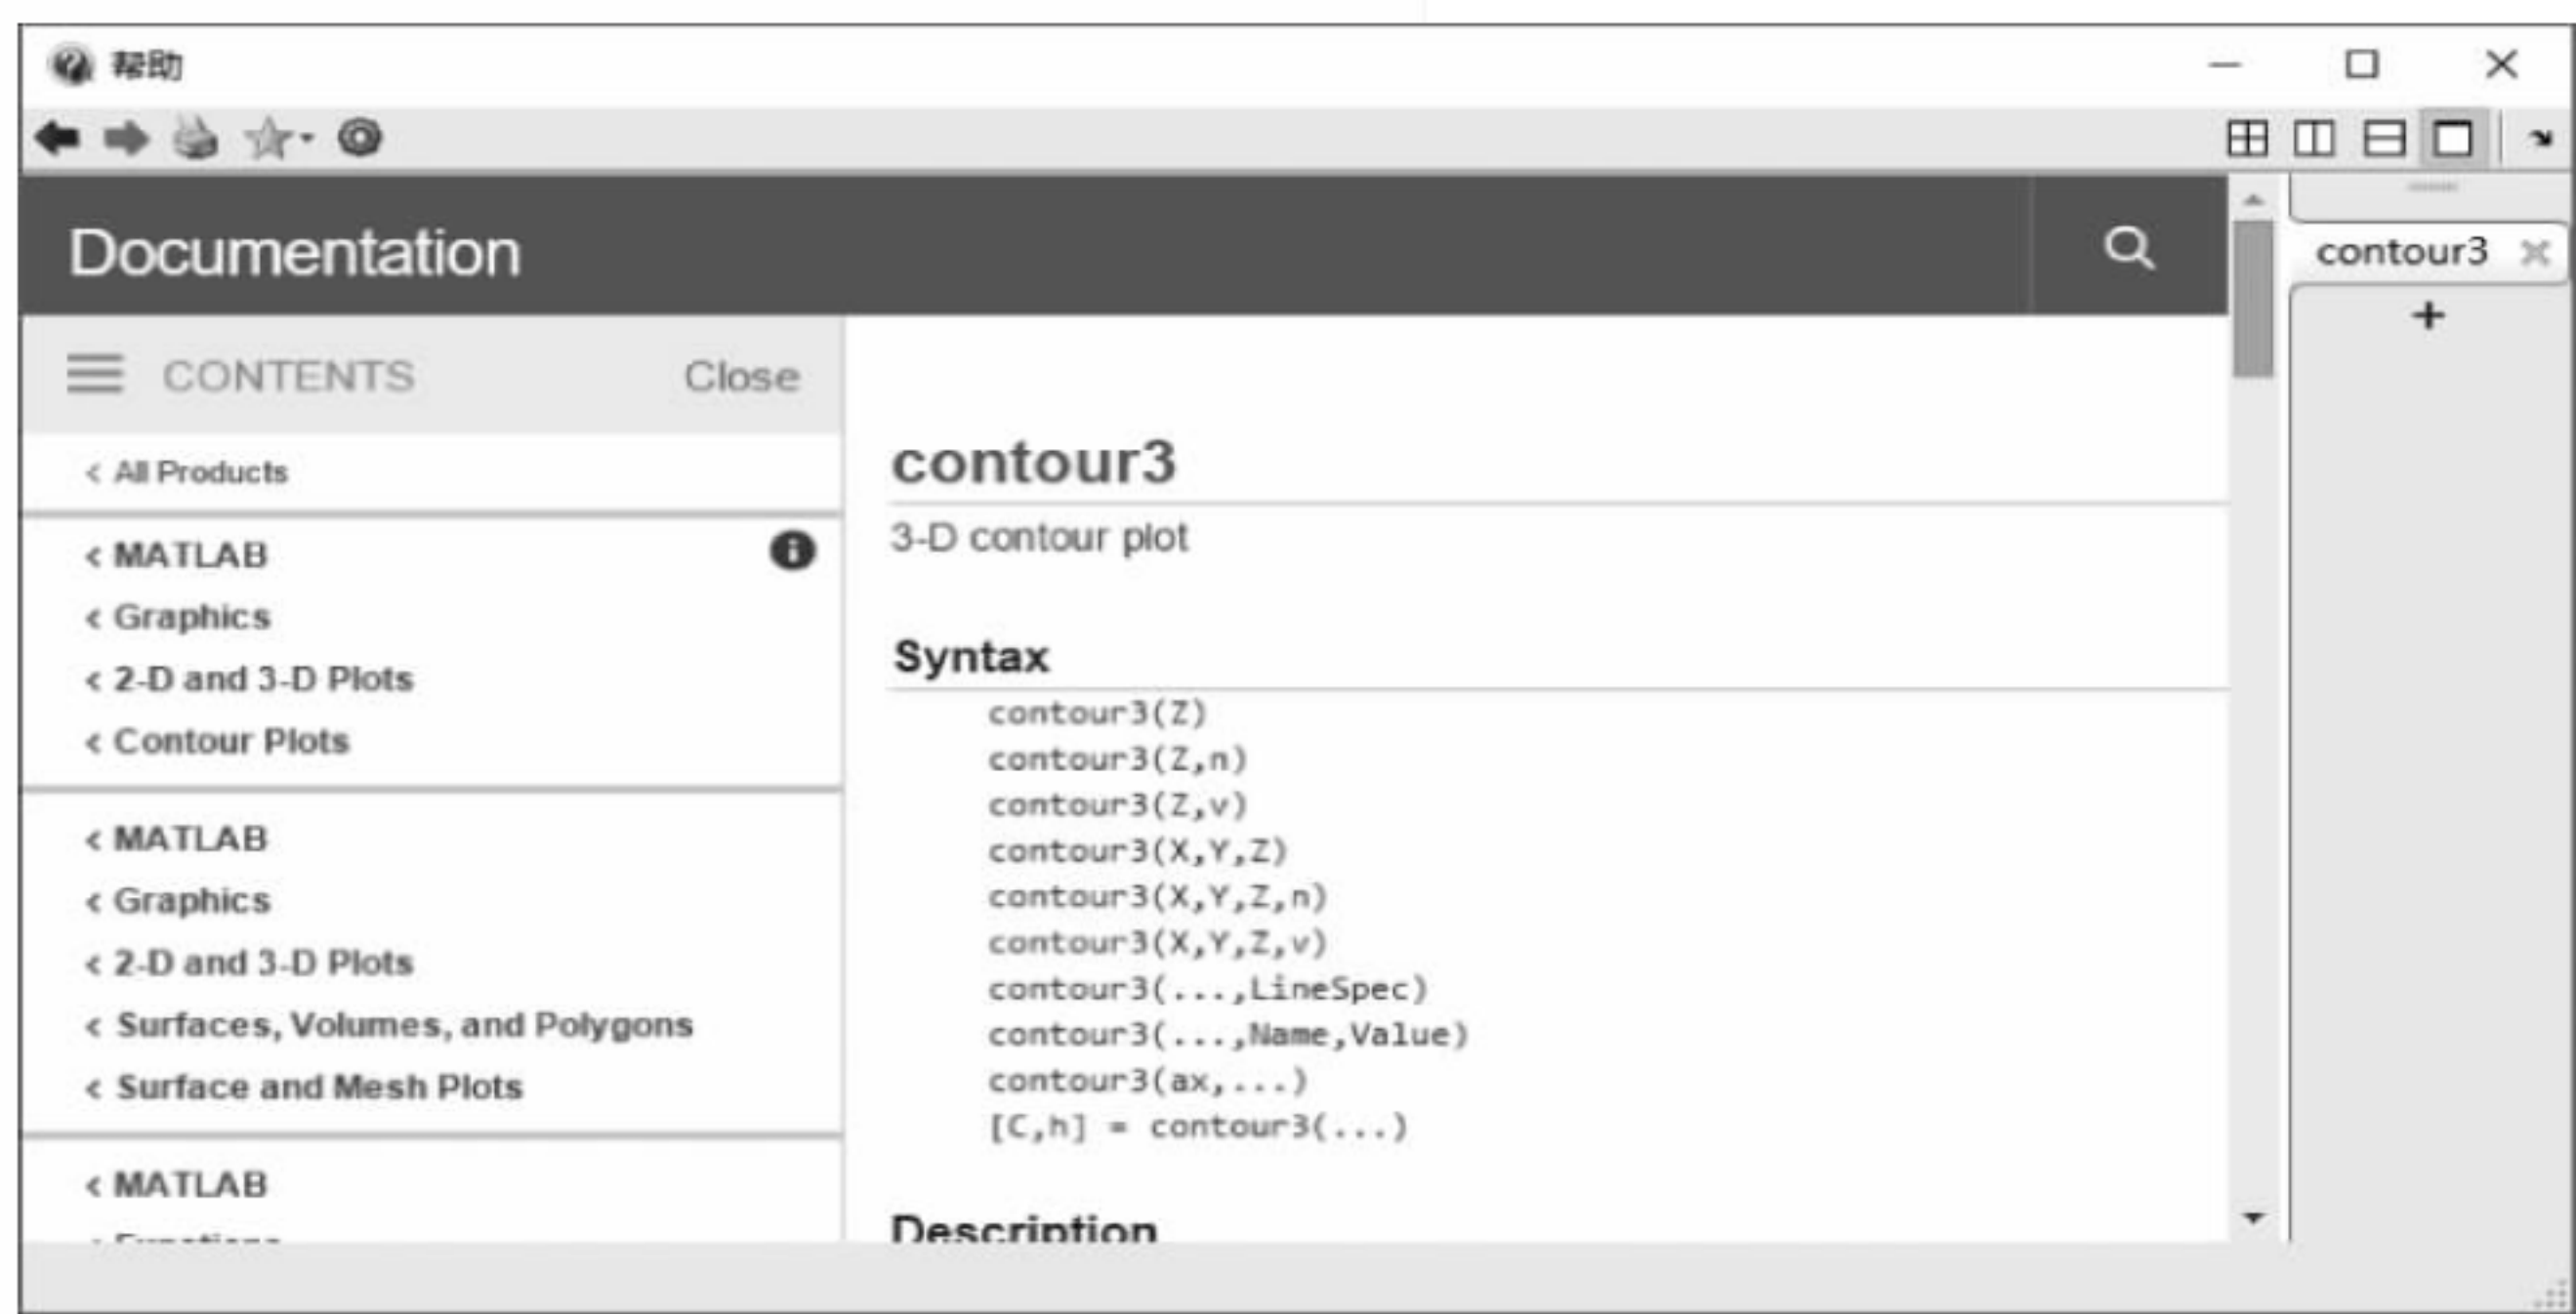 帮助
Documentation
contour3
CONTENTS Close
< All Products
< MATLAB
< Graphics
< 2-D and 3-D Plots
< Contour Plots
< MATLAB
< Graphics
< 2-D and 3-D Plots
< Surfaces, Volumes, and Polygons
< Surface and Mesh Plots
< MATLAB
< Functions
contour3
3-D contour plot
Syntax
contour3(Z)
contour3(Z,n)
contour3(Z,v)
contour3(X,Y,Z)
contour3(X,Y,Z,n)
contour3(X,Y,Z,v)
contour3(...,LineSpec)
contour3(...,Name,Value)
contour3(ax,...)
[C,h] = contour3(...)
Description